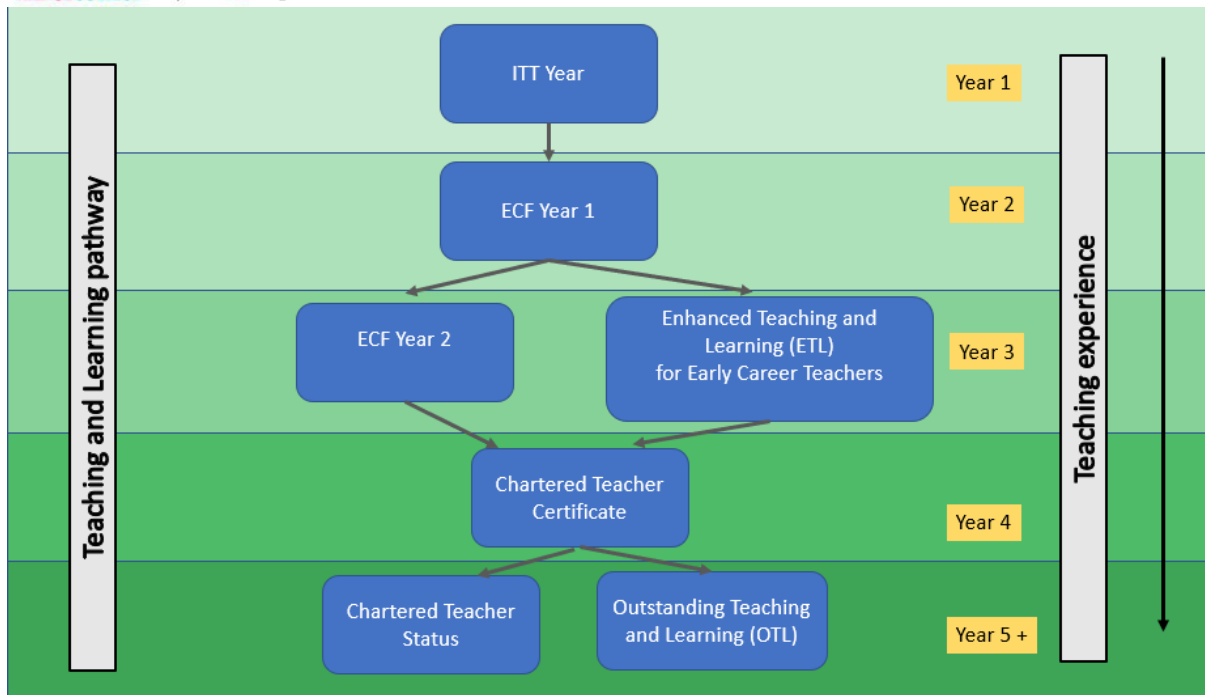 ITT Year
Year 1
ECF Year 1
Year 2
ECF Year 2
Enhanced Teaching and
Learning (ETL)
for Early Career Teachers
Year 3
Chartered Teacher
Certificate
Year 4
Chartered Teacher
Status
Outstanding Teaching
and Learning (OTL)
Year 5 +
Teaching and Learning pathway
Teaching experience